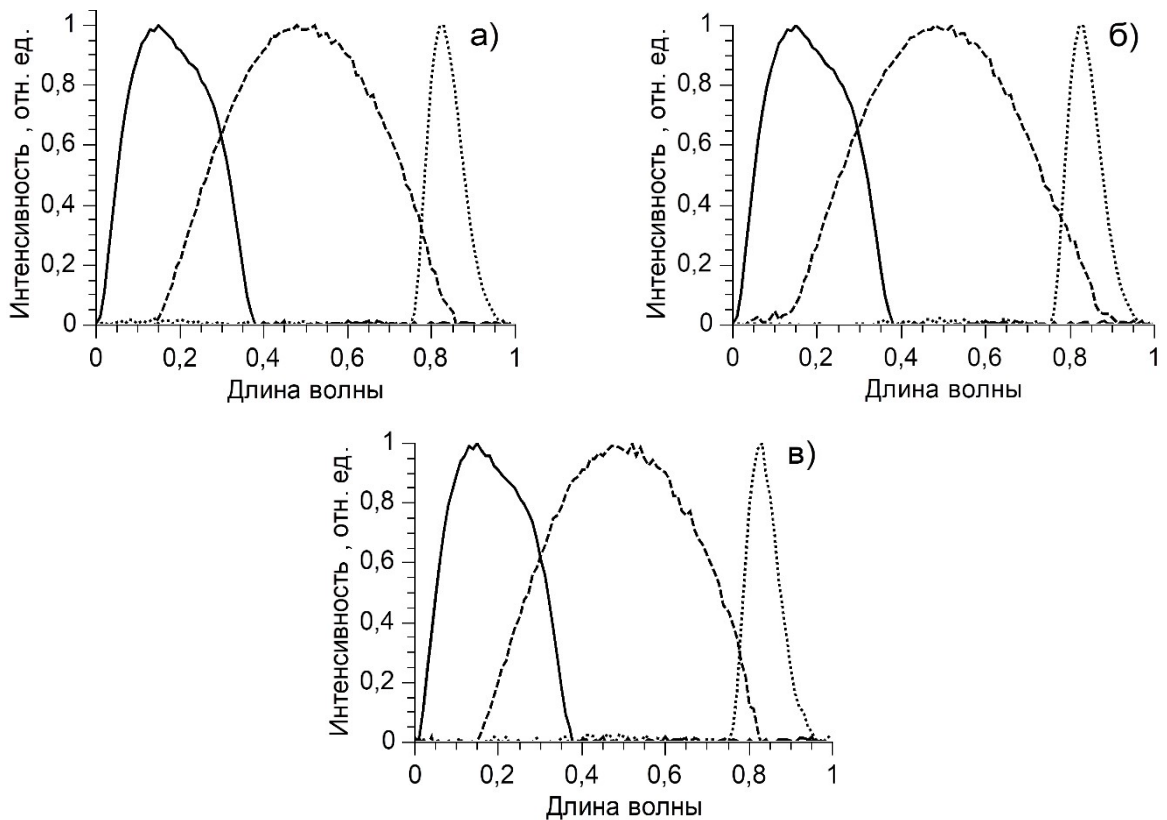 а)
Интенсивность , отн. ед.
1
0,8
0,6
0,4
0,2
0
0 0,2 0,4 0,6 0,8 1
Длина волны
б)
Интенсивность , отн. ед.
1
0,8
0,6
0,4
0,2
0
0 0,2 0,4 0,6 0,8 1
Длина волны
в)
Интенсивность , отн. ед.
1
0,8
0,6
0,4
0,2
0
0 0,2 0,4 0,6 0,8 1
Длина волны